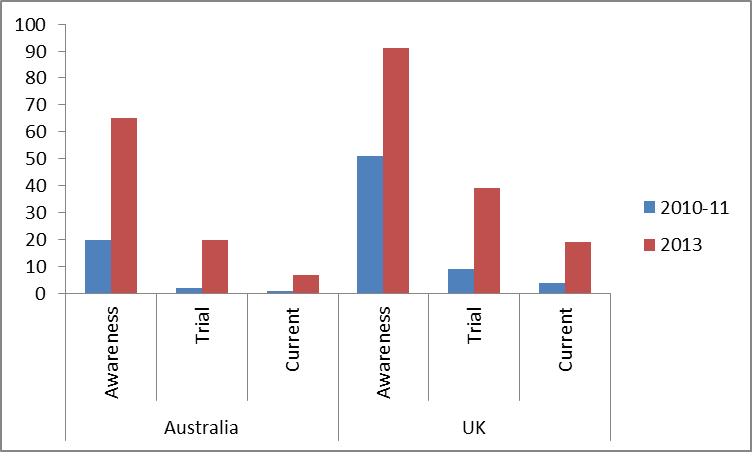 100
90
80
70
60
50
40
30
20
10
0
Awareness
Trial
Current
Awareness
Trial
Current
Australia
UK
2010-11
2013